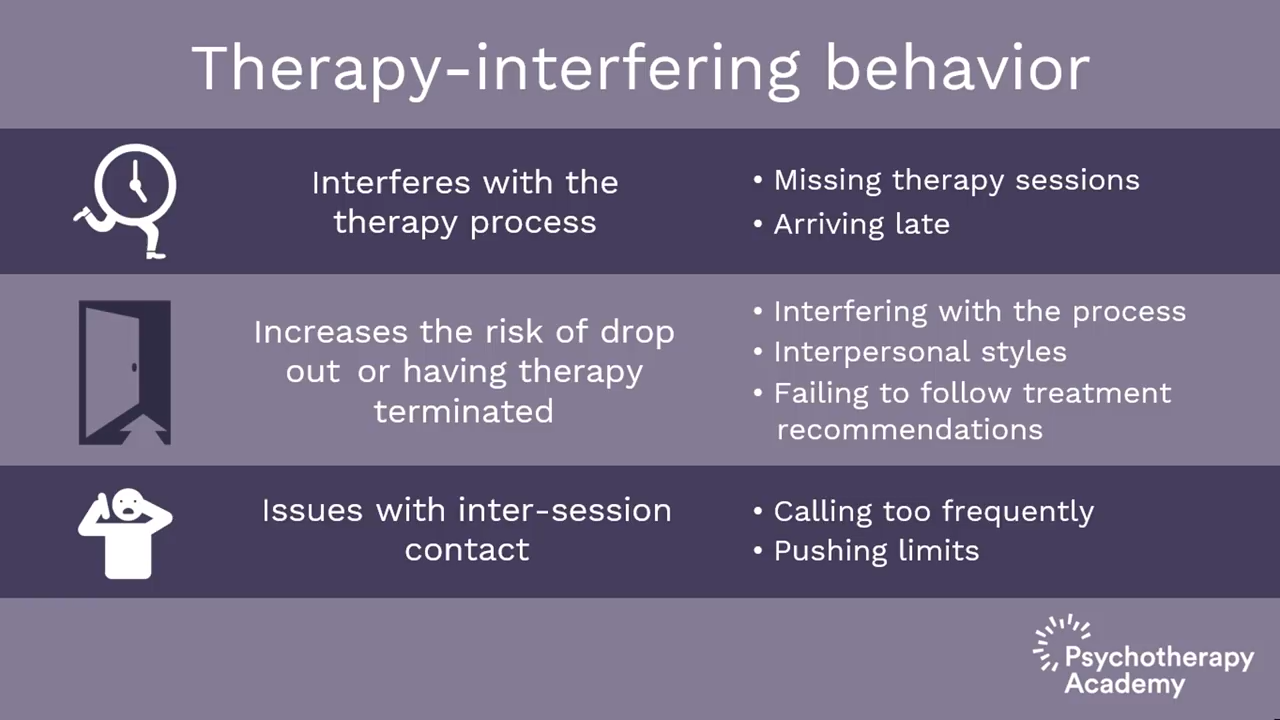 Therapy-interfering behavior
Interferes with the
therapy process
• Missing therapy sessions
• Arriving late
Increases the risk of drop
out or having therapy
terminated
• Interfering with the process
• Interpersonal styles
• Failing to follow treatment
recommendations
Issues with inter-session
contact
• Calling too frequently
• Pushing limits
Psychotherapy
Academy